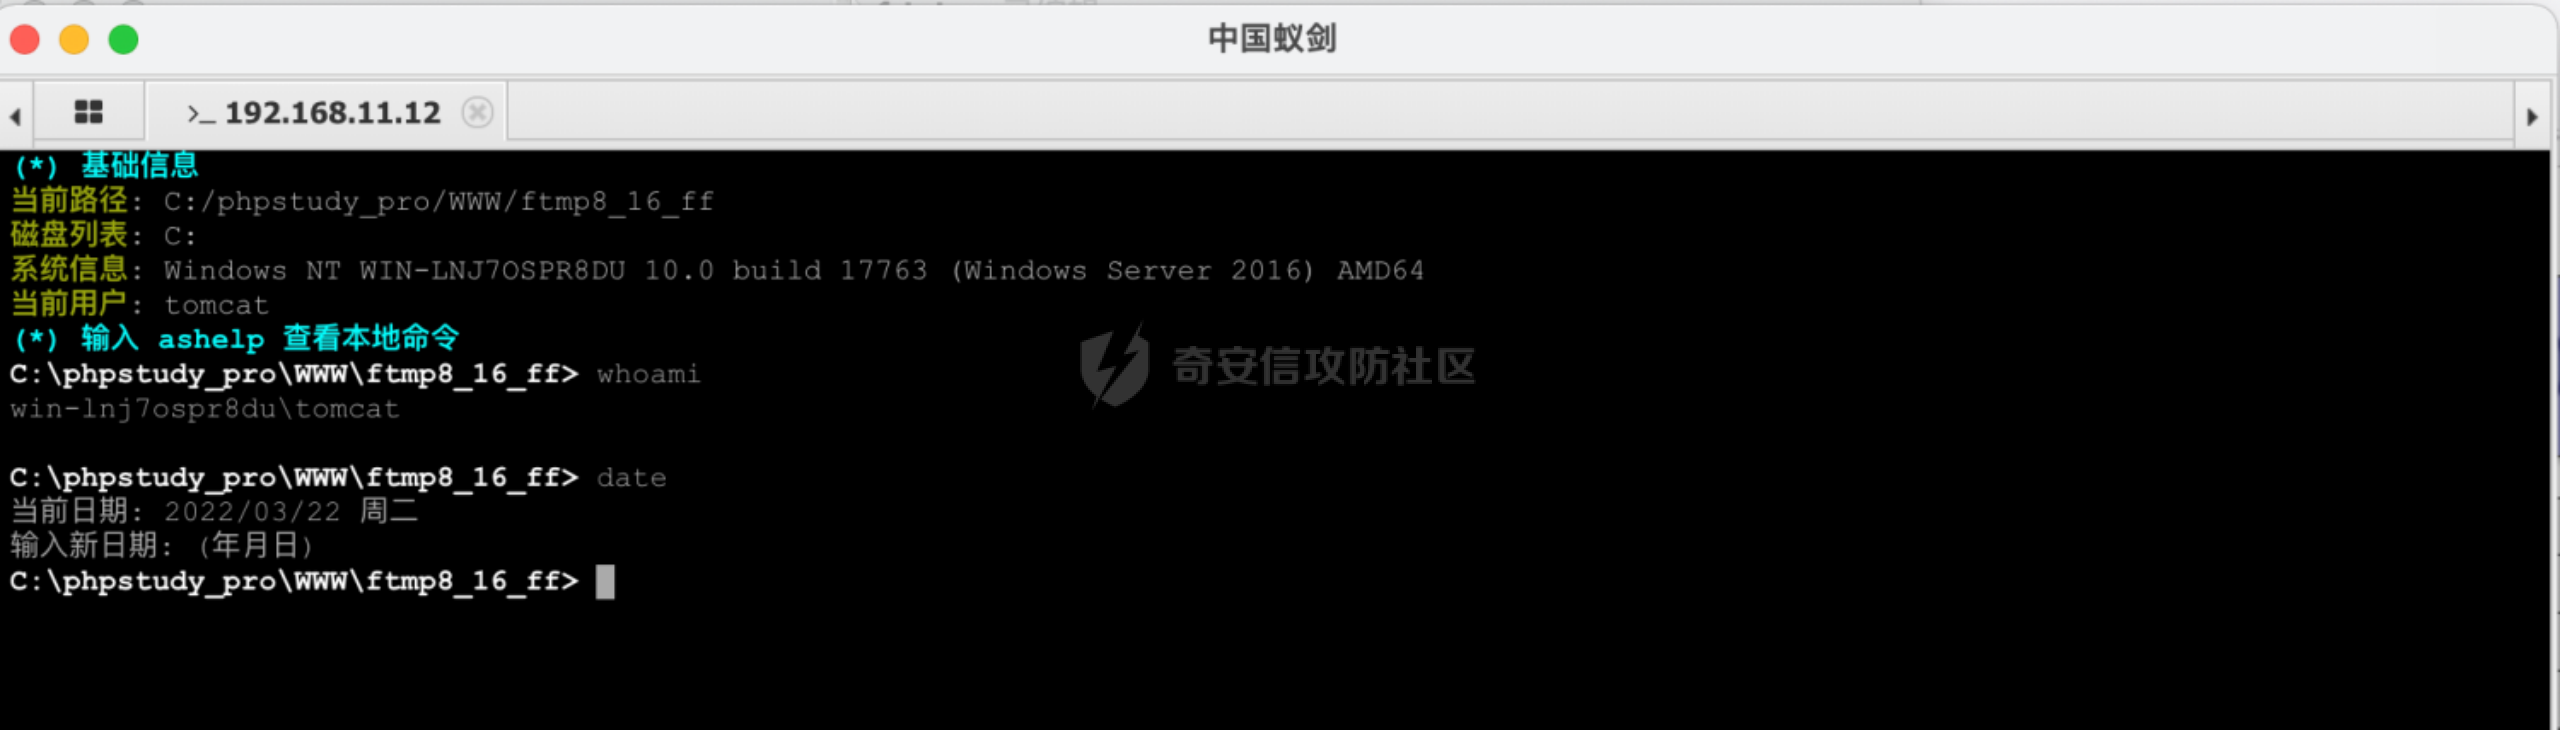 中国蚁剑
>_ 192.168.11.12
(*) 基础信息
当前路径: C:/phpstudy_pro/WWW/ftmp8_16_ff
磁盘列表: C:
系统信息: Windows NT WIN-LNJ7OSPR8DU 10.0 build 17763 (Windows Server 2016) AMD64
当前用户: tomcat
(*) 输入 ashelp 查看本地命令
C:\phpstudy_pro\WWW\ftmp8_16_ff> whoami
win-lnj7ospr8du\tomcat
奇安信攻防社区
C:\phpstudy_pro\WWW\ftmp8_16_ff> date
当前日期: 2022/03/22 周二
输入新日期: (年月日)
C:\phpstudy_pro\WWW\ftmp8_16_ff>